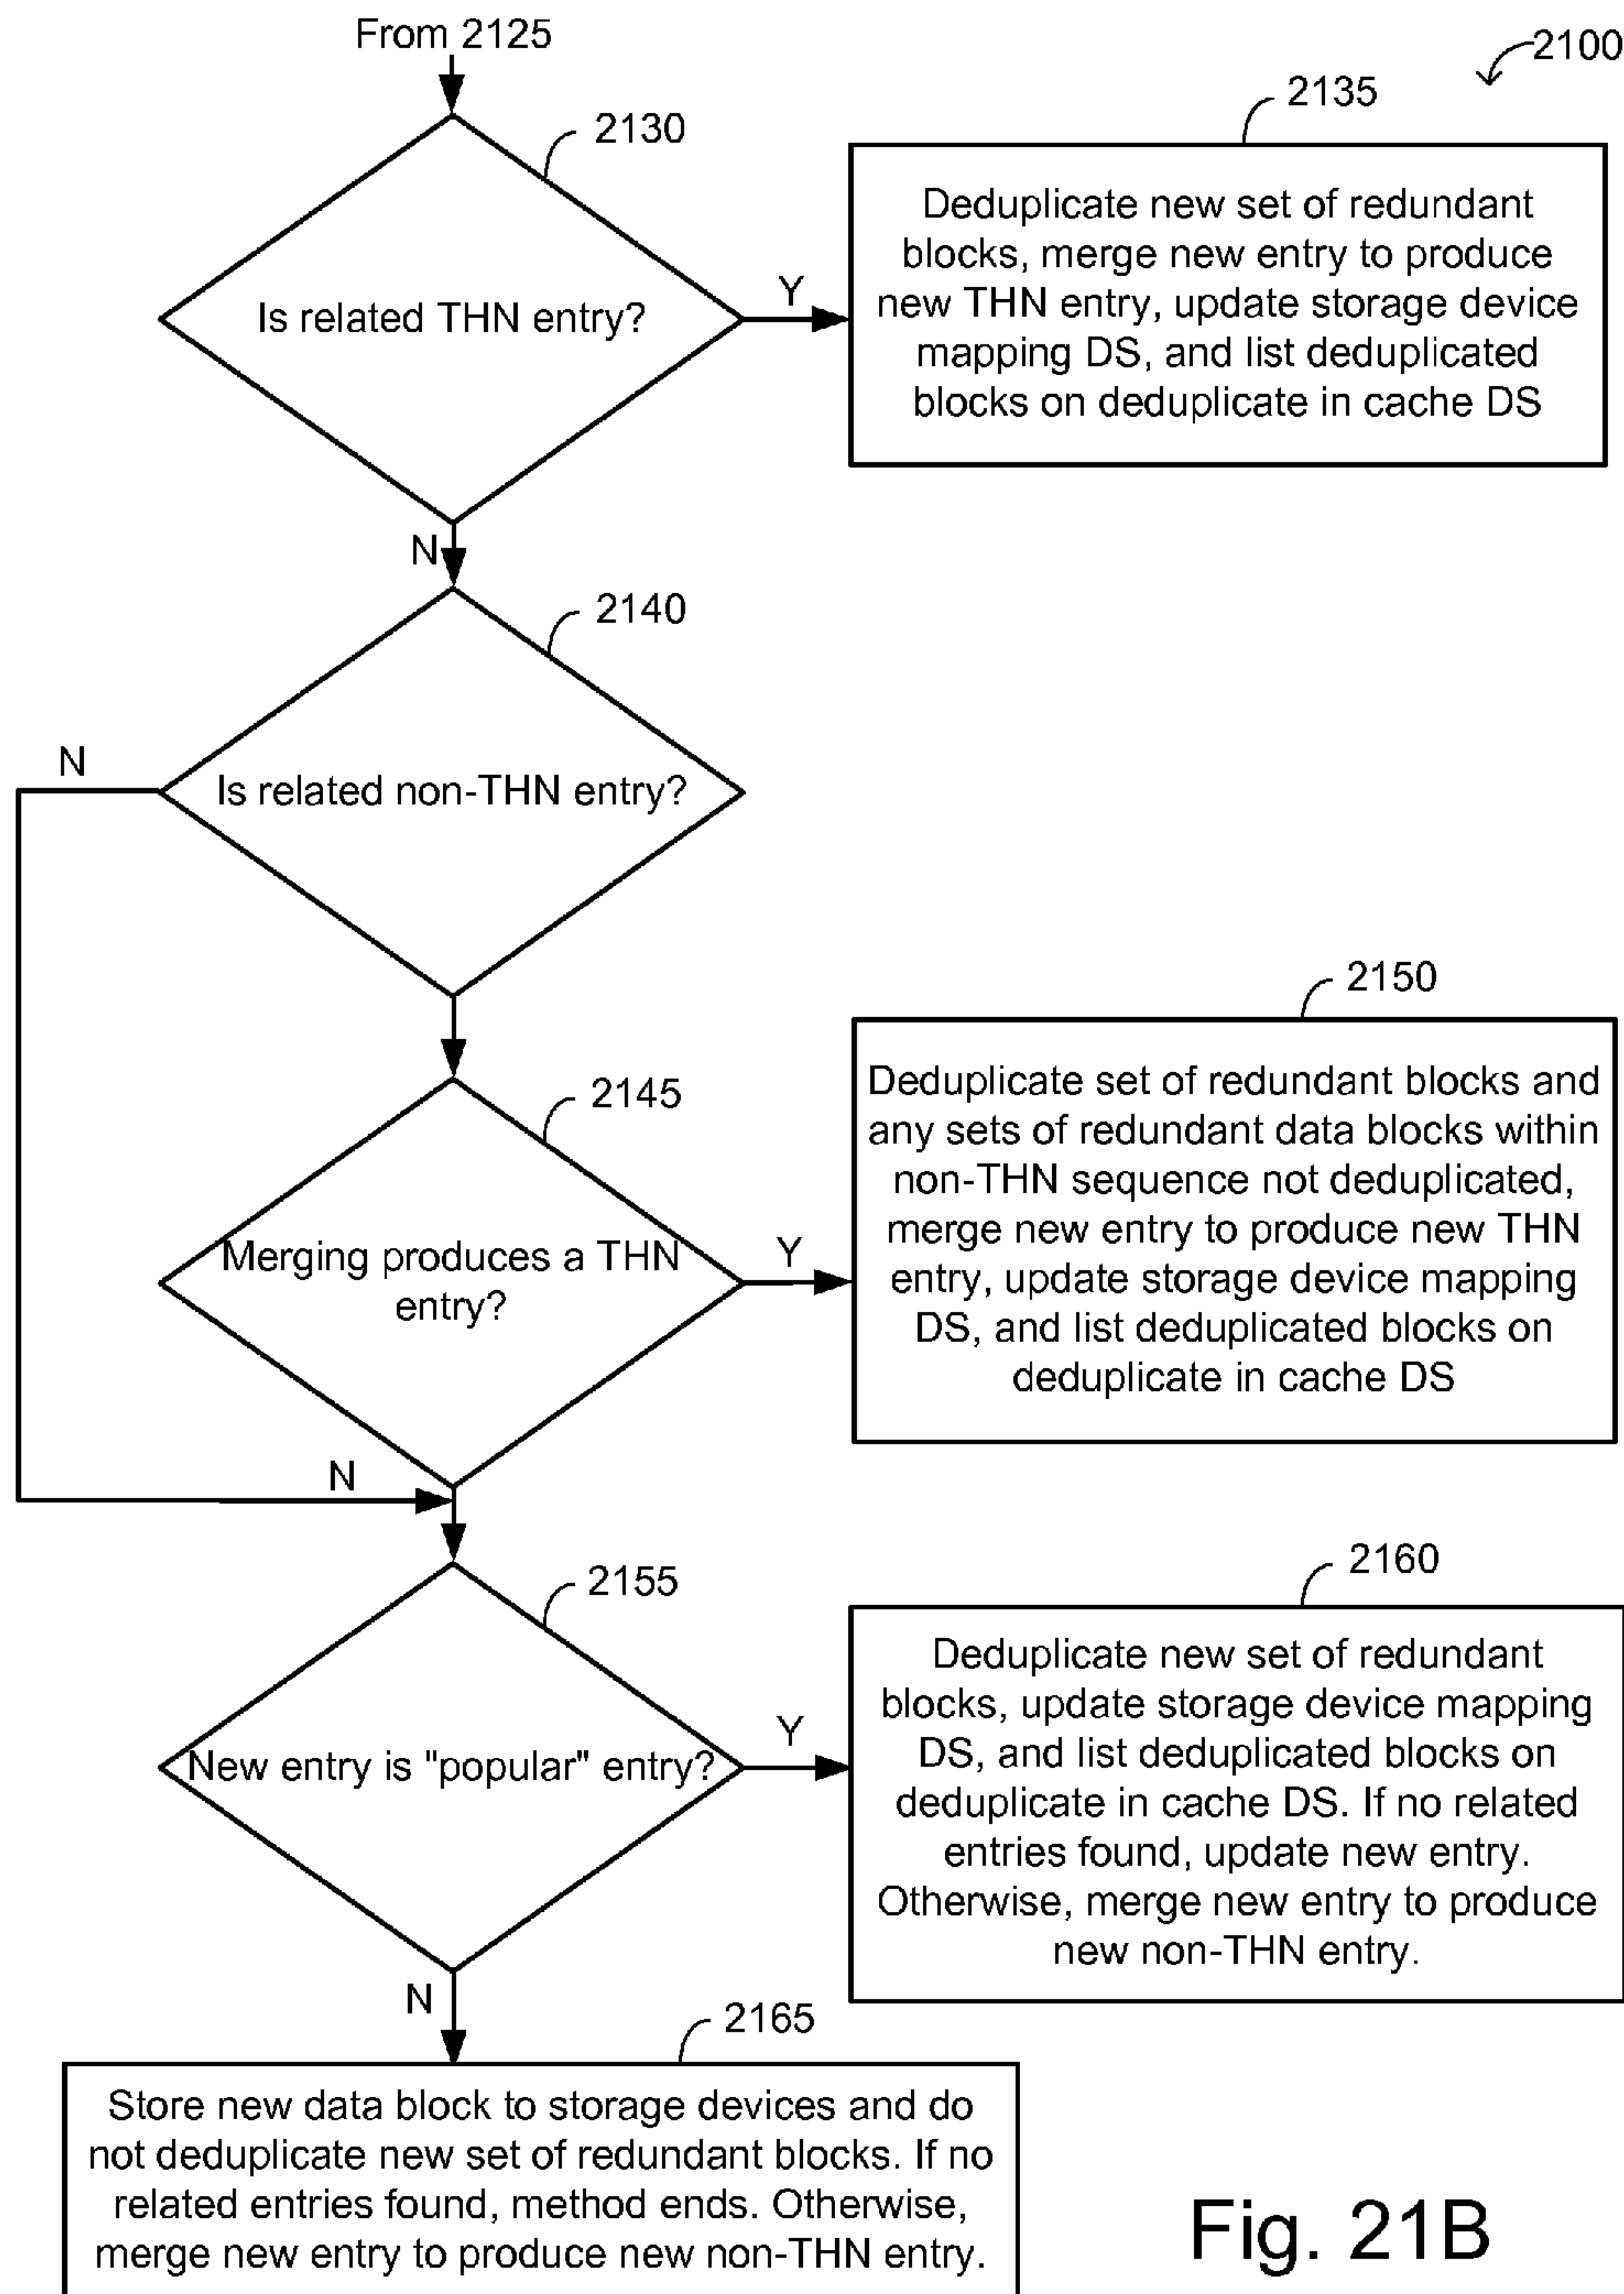 From 2125
2100
2130
2135
Is related THN entry?
Y
Deduplicate new set of redundant
blocks, merge new entry to produce
new THN entry, update storage device
mapping DS, and list deduplicated
blocks on deduplicate in cache DS
N
2140
Is related non-THN entry?
N
2145
Merging produces a THN
entry?
Y
2150
Deduplicate set of redundant blocks and
any sets of redundant data blocks within
non-THN sequence not deduplicated,
merge new entry to produce new THN
entry, update storage device mapping
DS, and list deduplicated blocks on
deduplicate in cache DS
N
2155
New entry is "popular" entry?
Y
2160
Deduplicate new set of redundant
blocks, update storage device mapping
DS, and list deduplicated blocks on
deduplicate in cache DS. If no related
entries found, update new entry.
Otherwise, merge new entry to produce
new non-THN entry.
N
2165
Store new data block to storage devices and do
not deduplicate new set of redundant blocks. If no
related entries found, method ends. Otherwise,
merge new entry to produce new non-THN entry.
Fig. 21B